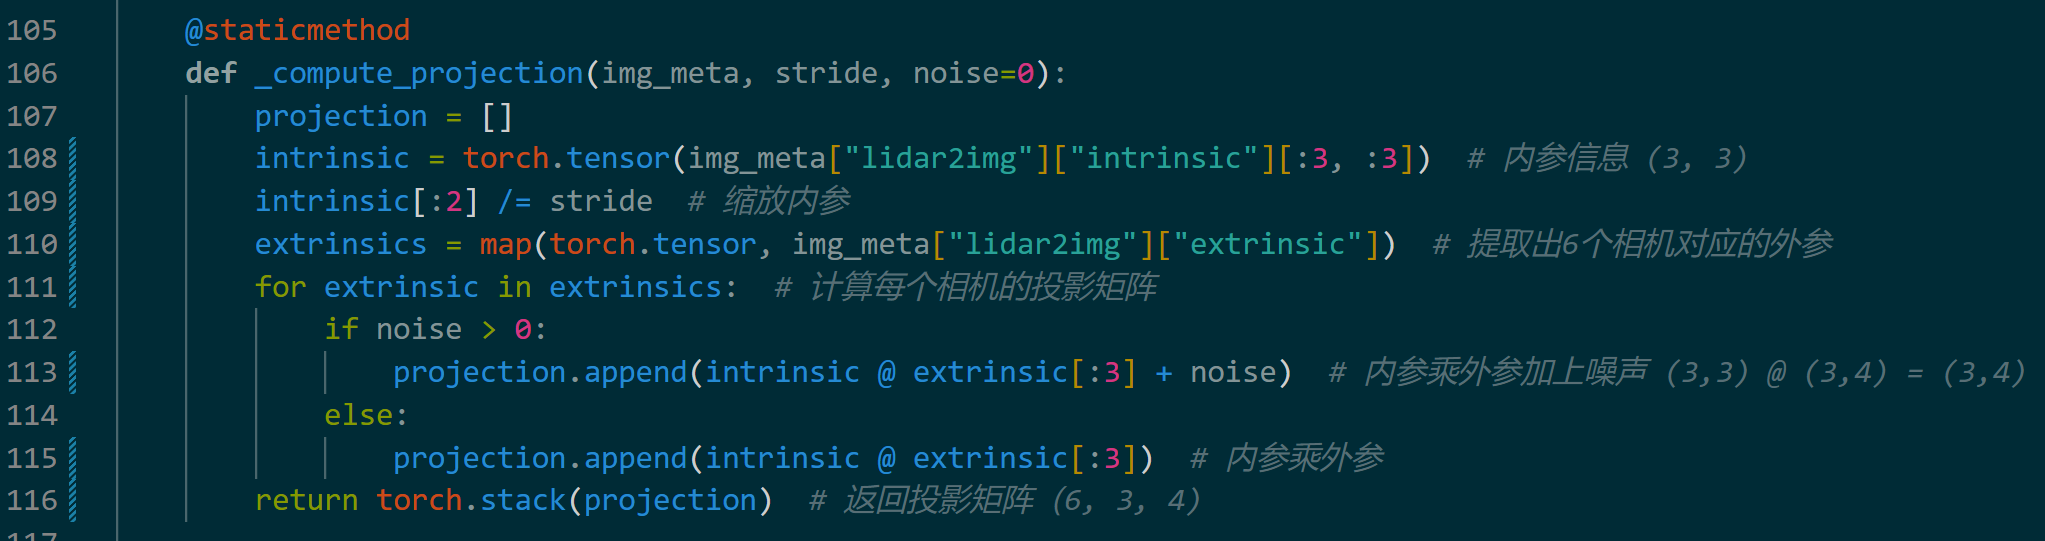 105 @staticmethod
106 def _compute_projection(img_meta, stride, noise=0):
107     projection = []
108     intrinsic = torch.tensor(img_meta["lidar2img"]["intrinsic"][:3, :3])  # 内参信息 (3, 3)
109     intrinsic[:2] /= stride  # 缩放内参
110     extrinsics = map(torch.tensor, img_meta["lidar2img"]["extrinsic"])  # 提取出6个相机对应的外参
111     for extrinsic in extrinsics:  # 计算每个相机的投影矩阵
112         if noise > 0:
113             projection.append(intrinsic @ extrinsic[:3] + noise)  # 内参乘外参加上噪声 (3,3) @ (3,4) = (3,4)
114         else:
115             projection.append(intrinsic @ extrinsic[:3])  # 内参乘外参
116     return torch.stack(projection)  # 返回投影矩阵 (6, 3, 4)
117